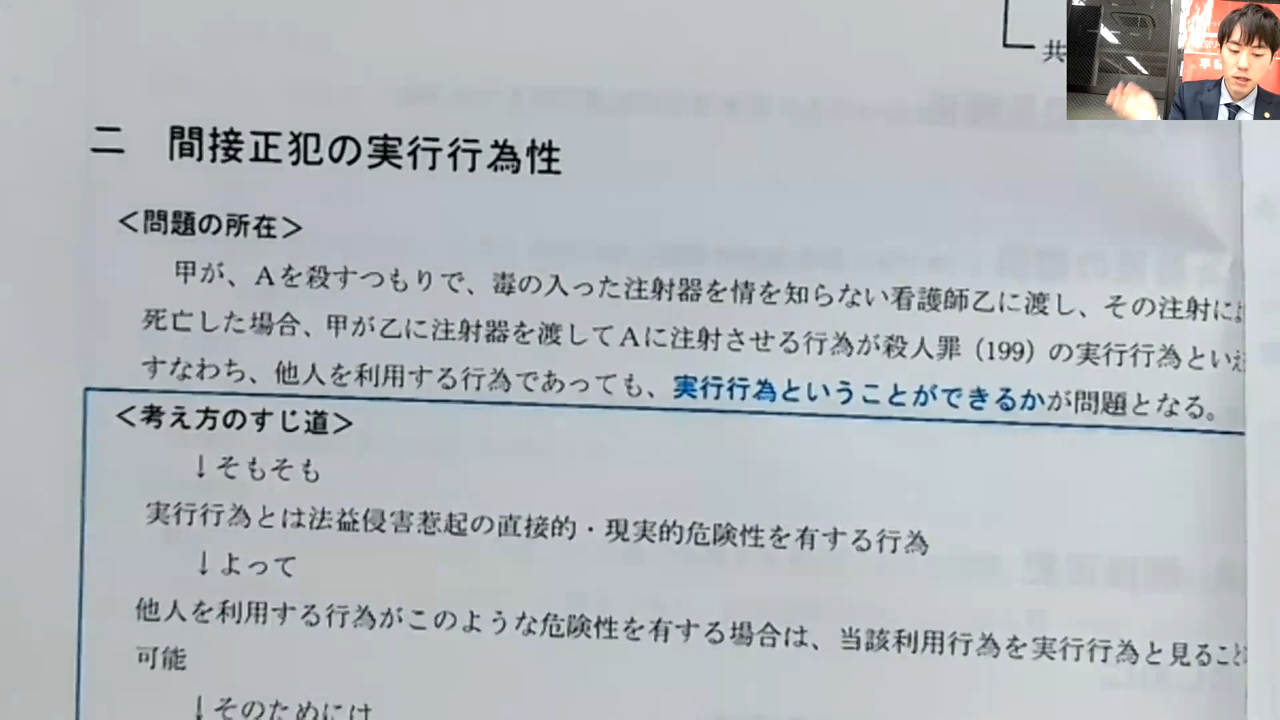 共
二 間接正犯の実行行為性
＜問題の所在＞
甲が、Aを殺すつもりで、毒の入った注射器を情を知らない看護師乙に渡し、その注射に
死亡した場合、甲が乙に注射器を渡してAに注射させる行為が殺人罪（199）の実行行為とい
すなわち、他人を利用する行為であっても、実行行為ということができるかが問題となる。
＜考え方のすじ道＞
↓そもそも
実行行為とは法益侵害惹起の直接的・現実的危険性を有する行為
↓よって
他人を利用する行為がこのような危険性を有する場合は、当該利用行為を実行行為と見ること
可能
↓そのためには